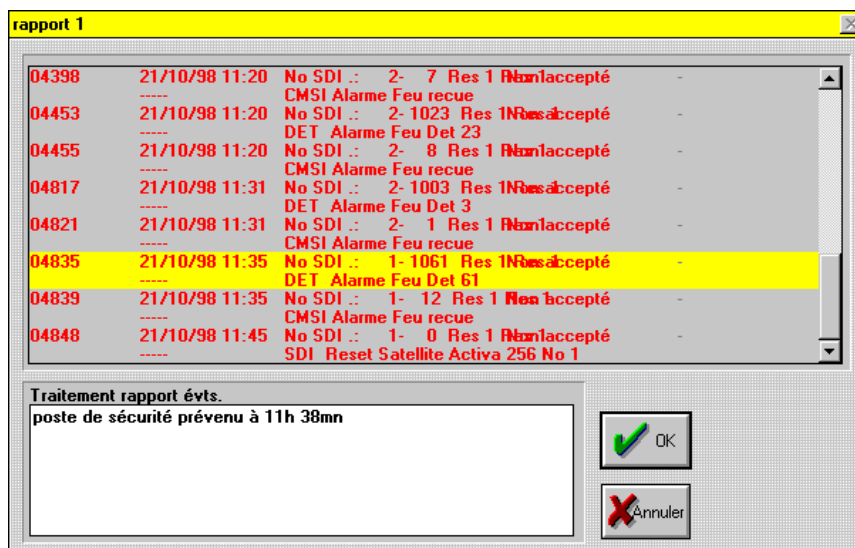 rapport 1
04398 21/10/98 11:20 No SDI .: 2- 7 Res 1 accepté -
----- CMSI Alarme Feu recue
04453 21/10/98 11:20 No SDI .: 2- 1023 Res 1 accepté -
----- DET Alarme Feu Det 23
04455 21/10/98 11:20 No SDI .: 2- 8 Res 1 accepté -
----- CMSI Alarme Feu recue
04817 21/10/98 11:31 No SDI .: 2- 1003 Res 1 accepté -
----- DET Alarme Feu Det 3
04821 21/10/98 11:31 No SDI .: 2- 1 Res 1 accepté -
----- CMSI Alarme Feu recue
04835 21/10/98 11:35 No SDI .: 1- 1061 Res 1 accepté -
----- DET Alarme Feu Det 61
04839 21/10/98 11:35 No SDI .: 1- 12 Res 1 accepté -
----- CMSI Alarme Feu recue
04848 21/10/98 11:45 No SDI .: 1- 0 Res 1 accepté -
----- SDI Reset Satellite Activa 256 No 1
Traitement rapport évts.
poste de sécurité prévenu à 11h 38mn
OK
Annuler